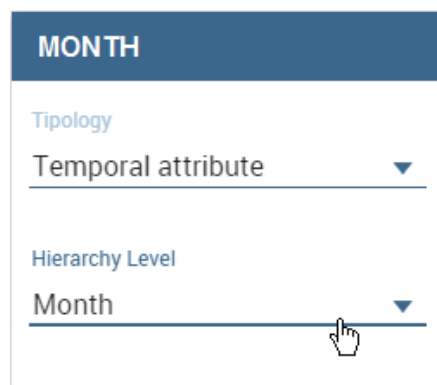 MONTH
Tipology
Temporal attribute
Hierarchy Level
Month